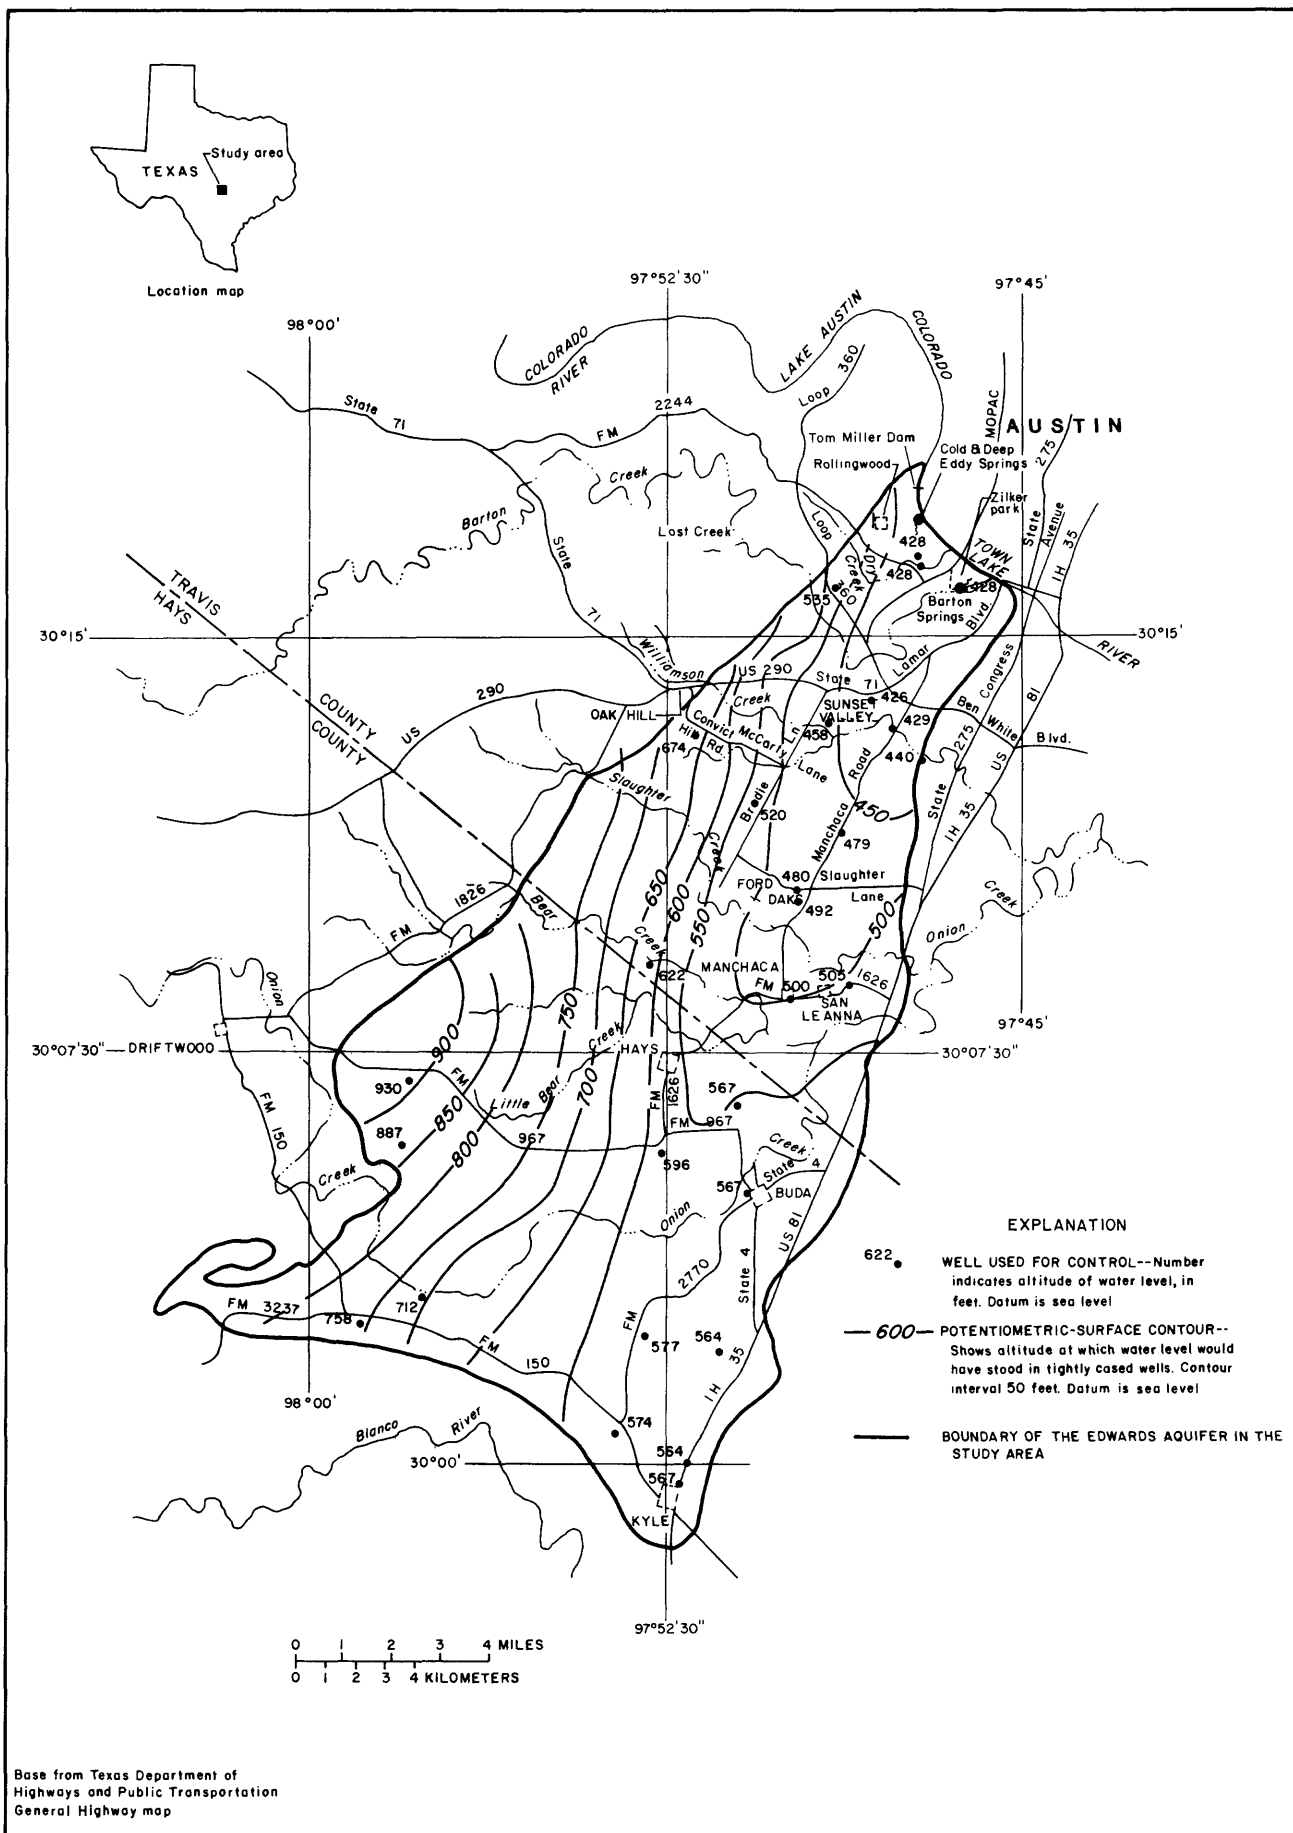 TEXAS
Study area
Location map
97°52'30"
97°45'
98°00'
COLORADO
RIVER
LAKE AUSTIN
COLORADO
Loop 360
State 71
FM 2244
MOPAC
AUSTIN
275
Tom Miller Dam
Rollingwood
Cold & Deep
Eddy Springs
Zilker
park
State
Avenue
IH 35
Creek
Barton
Lost Creek
Loop
360
Dry
Creek
428
428
TOWN
LAKE
428
535
Barton
Springs
Blvd.
Lamar
State
71
TRAVIS
HAYS
COUNTY
COUNTY
30°15'
30°15'
RIVER
Williamson
Creek
US 290
State 71
426
SUNSET
VALLEY
458
429
440
Congress
Ben White Blvd.
81
US
275
State
IH 35
290
US
OAK HILL
Convict
Hill Rd.
McCarty
Lane
Ln
Brodie
674
Slaughter
Creek
520
Road
Manchaca
450
479
480
Slaughter
Lane
FORD
OAKS
492
500
Onion
Creek
650
600
550
1826
FM
Bear
Creek
622
MANCHACA
FM
500
505
1626
SAN
LEANNA
97°45'
Onion
Creek
750
700
900
850
800
30°07'30"
DRIFTWOOD
HAYS
30°07'30"
930
FM
Little Bear Creek
FM 1626
567
FM 967
967
FM 150
887
Creek
596
567
Creek
State 4
BUDA
Onion
US 81
2770
FM
State 4
FM 3237
758
712
FM
150
577
564
IH 35
98°00'
574
564
567
30°00'
Blanco River
KYLE
97°52'30"
EXPLANATION
622 WELL USED FOR CONTROL--Number
indicates altitude of water level, in
feet. Datum is sea level
600 POTENTIOMETRIC-SURFACE CONTOUR--
Shows altitude at which water level would
have stood in tightly cased wells. Contour
interval 50 feet. Datum is sea level
BOUNDARY OF THE EDWARDS AQUIFER IN THE
STUDY AREA
0 1 2 3 4 MILES
0 1 2 3 4 KILOMETERS
Base from Texas Department of
Highways and Public Transportation
General Highway map